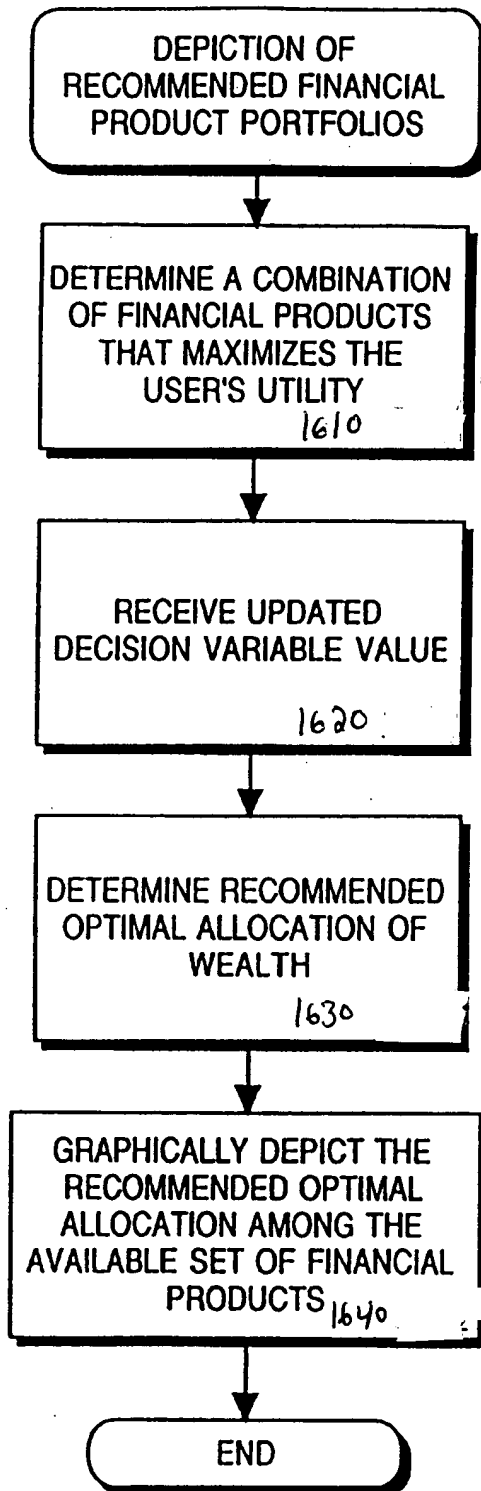 DEPICTION OF
RECOMMENDED FINANCIAL
PRODUCT PORTFOLIOS
DETERMINE A COMBINATION
OF FINANCIAL PRODUCTS
THAT MAXIMIZES THE
USER'S UTILITY
1610
RECEIVE UPDATED
DECISION VARIABLE VALUE
1620
DETERMINE RECOMMENDED
OPTIMAL ALLOCATION OF
WEALTH
1630
GRAPHICALLY DEPICT THE
RECOMMENDED OPTIMAL
ALLOCATION AMONG THE
AVAILABLE SET OF FINANCIAL
PRODUCTS 1640
END